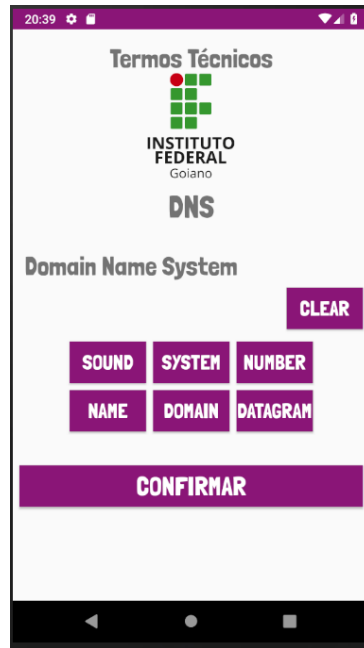 20:39
Termos Técnicos
INSTITUTO
FEDERAL
Goiano
DNS
Domain Name System
CLEAR
SOUND SYSTEM NUMBER
NAME DOMAIN DATAGRAM
CONFIRMAR